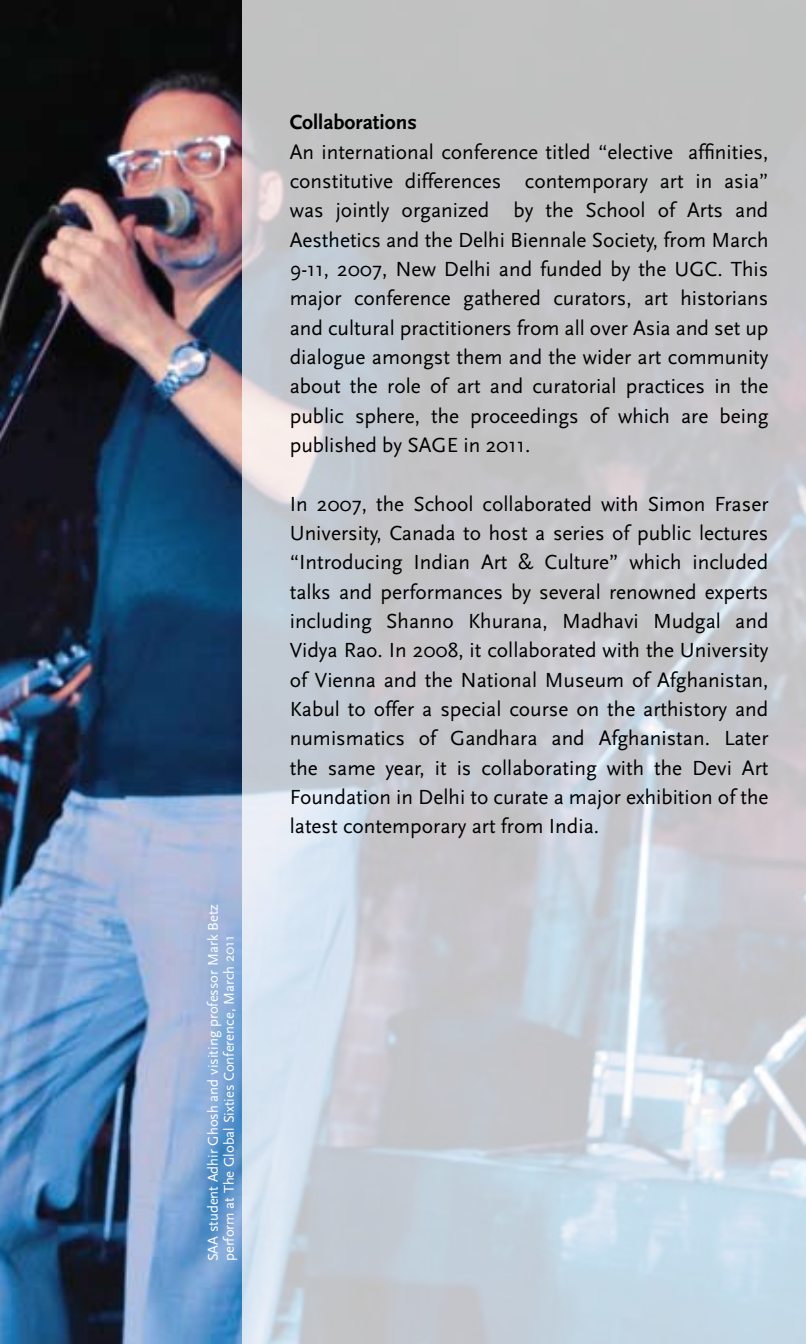 Collaborations
An international conference titled “elective affinities,
constitutive differences contemporary art in asia”
was jointly organized by the School of Arts and
Aesthetics and the Delhi Biennale Society, from March
9-11, 2007, New Delhi and funded by the UGC. This
major conference gathered curators, art historians
and cultural practitioners from all over Asia and set up
dialogue amongst them and the wider art community
about the role of art and curatorial practices in the
public sphere, the proceedings of which are being
published by SAGE in 2011.
In 2007, the School collaborated with Simon Fraser
University, Canada to host a series of public lectures
“Introducing Indian Art & Culture” which included
talks and performances by several renowned experts
including Shanno Khurana, Madhavi Mudgal and
Vidya Rao. In 2008, it collaborated with the University
of Vienna and the National Museum of Afghanistan,
Kabul to offer a special course on the arthistory and
numismatics of Gandhara and Afghanistan. Later
the same year, it is collaborating with the Devi Art
Foundation in Delhi to curate a major exhibition of the
latest contemporary art from India.
SAA student Adhir Ghosh and visiting professor Mark Betz
perform at The Global Sixties Conference, March 2011